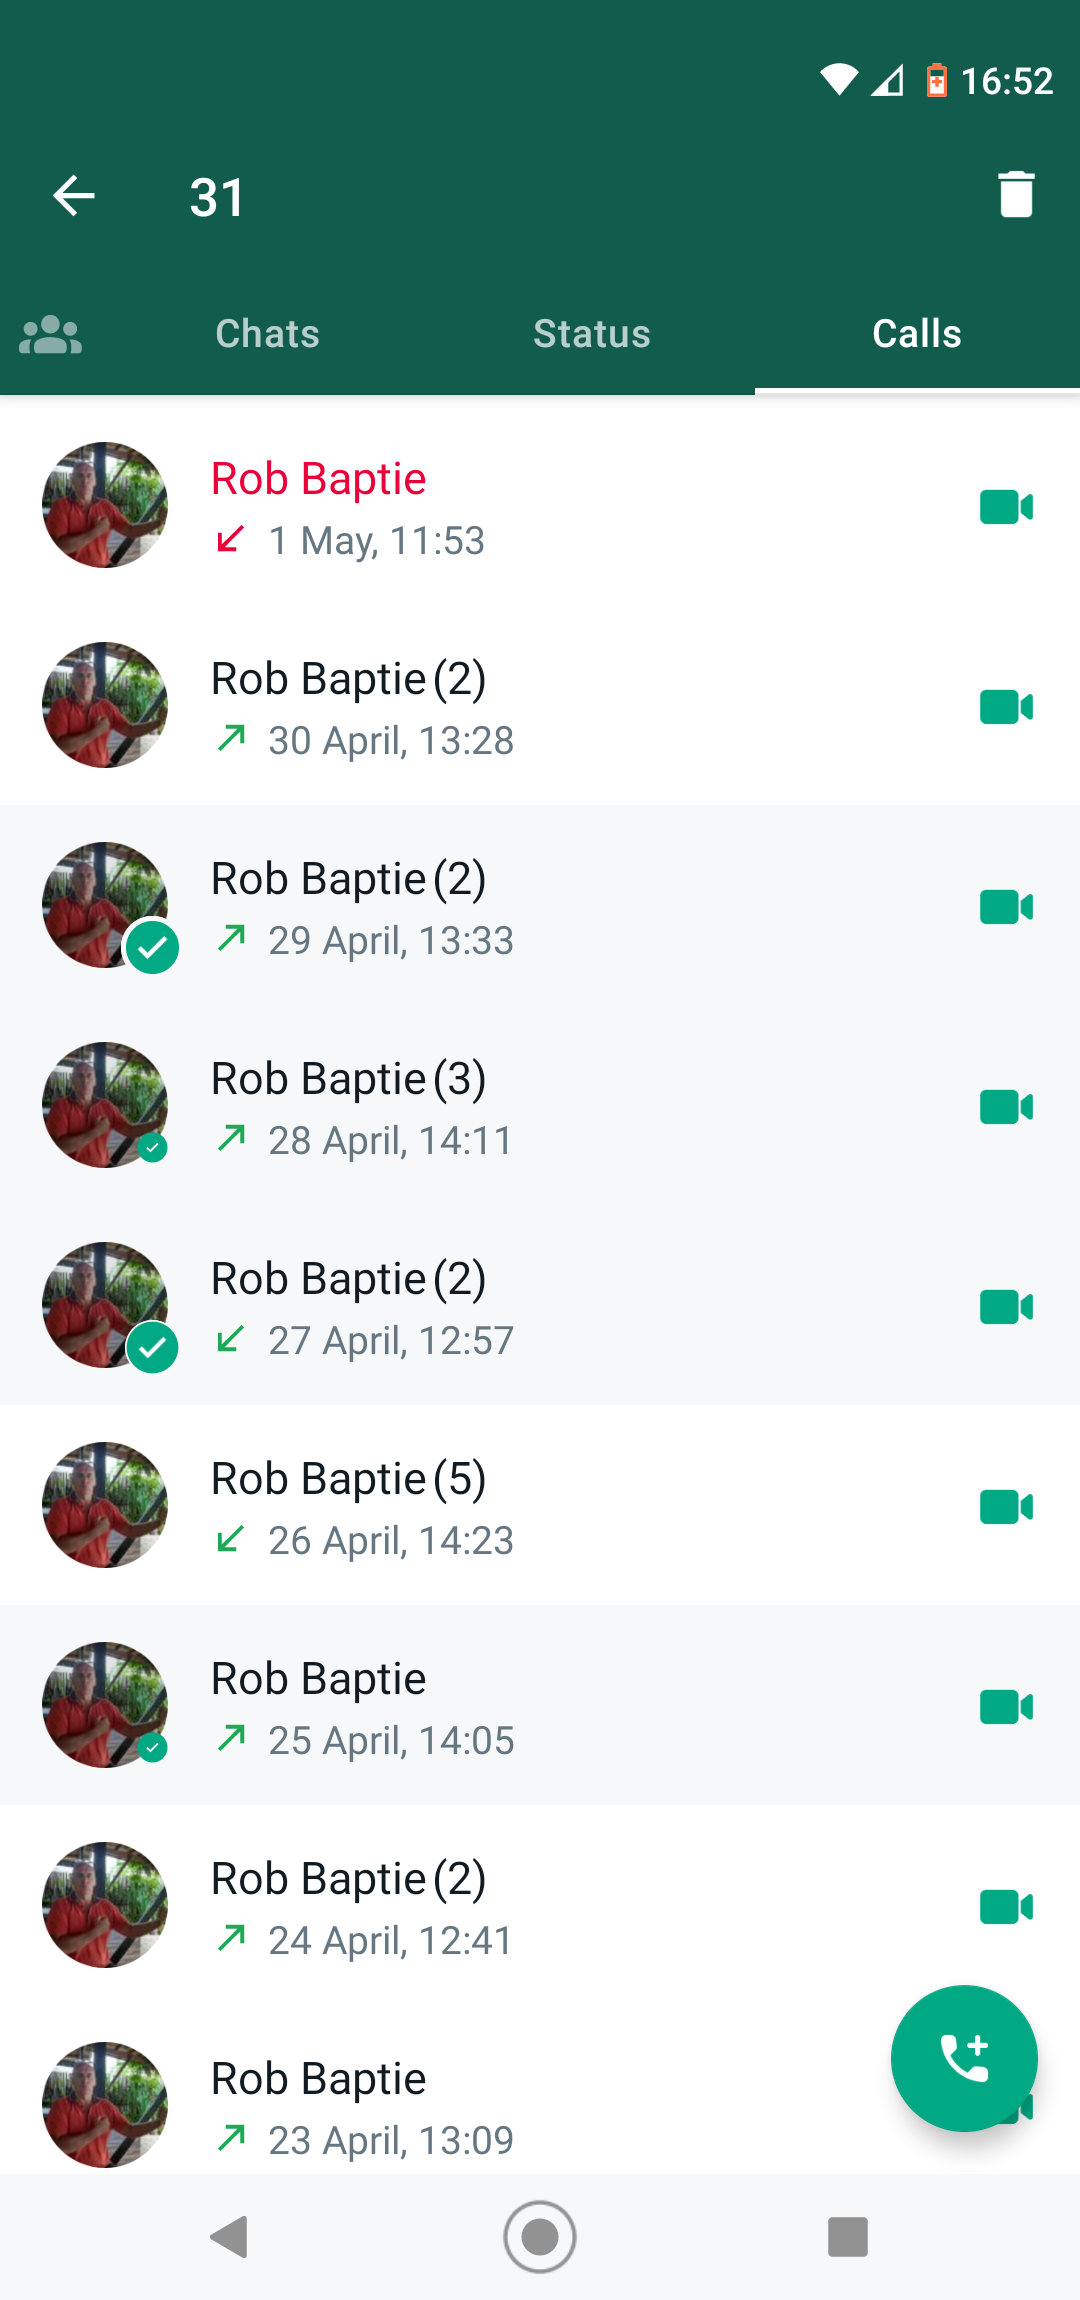 16:52
31
Chats Status Calls
Rob Baptie
1 May, 11:53
Rob Baptie (2)
30 April, 13:28
Rob Baptie (2)
29 April, 13:33
Rob Baptie (3)
28 April, 14:11
Rob Baptie (2)
27 April, 12:57
Rob Baptie (5)
26 April, 14:23
Rob Baptie
25 April, 14:05
Rob Baptie (2)
24 April, 12:41
Rob Baptie
23 April, 13:09